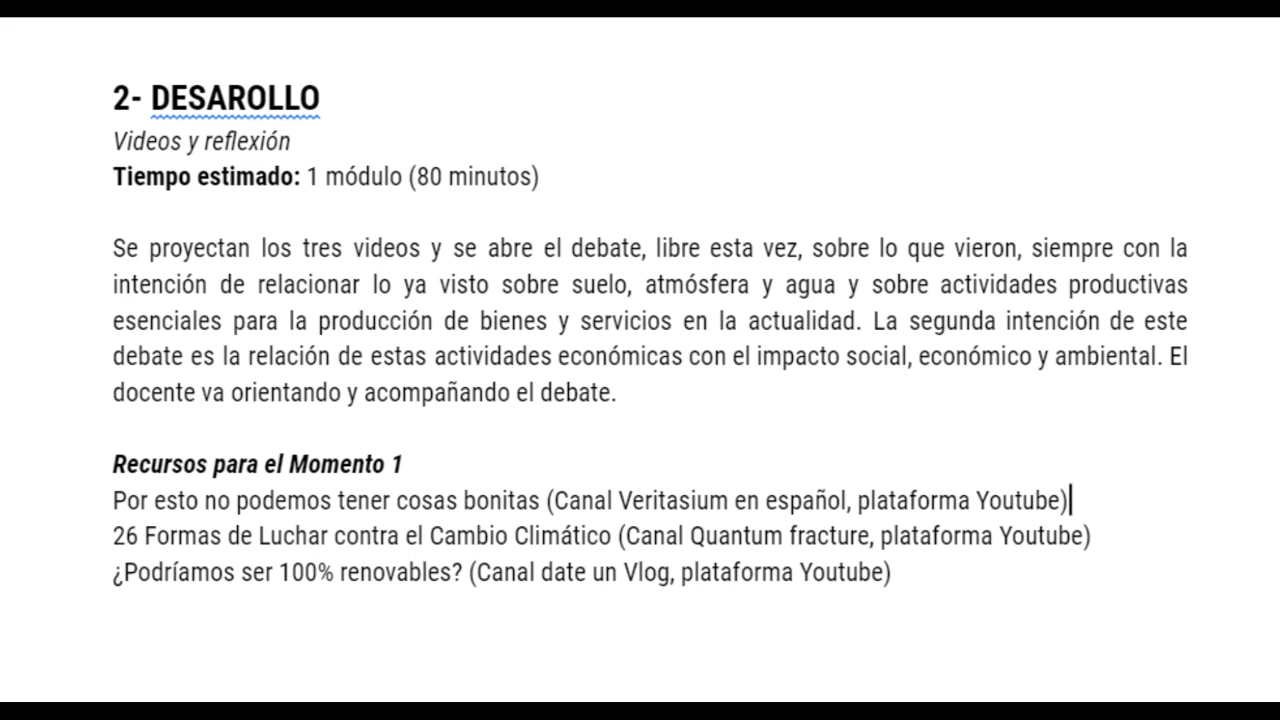 2- DESAROLLO
Videos y reflexión
Tiempo estimado: 1 módulo (80 minutos)
Se proyectan los tres videos y se abre el debate, libre esta vez, sobre lo que vieron, siempre con la
intención de relacionar lo ya visto sobre suelo, atmósfera y agua y sobre actividades productivas
esenciales para la producción de bienes y servicios en la actualidad. La segunda intención de este
debate es la relación de estas actividades económicas con el impacto social, económico y ambiental. El
docente va orientando y acompañando el debate.
Recursos para el Momento 1
Por esto no podemos tener cosas bonitas (Canal Veritasium en español, plataforma Youtube)
26 Formas de Luchar contra el Cambio Climático (Canal Quantum fracture, plataforma Youtube)
¿Podríamos ser 100% renovables? (Canal date un Vlog, plataforma Youtube)